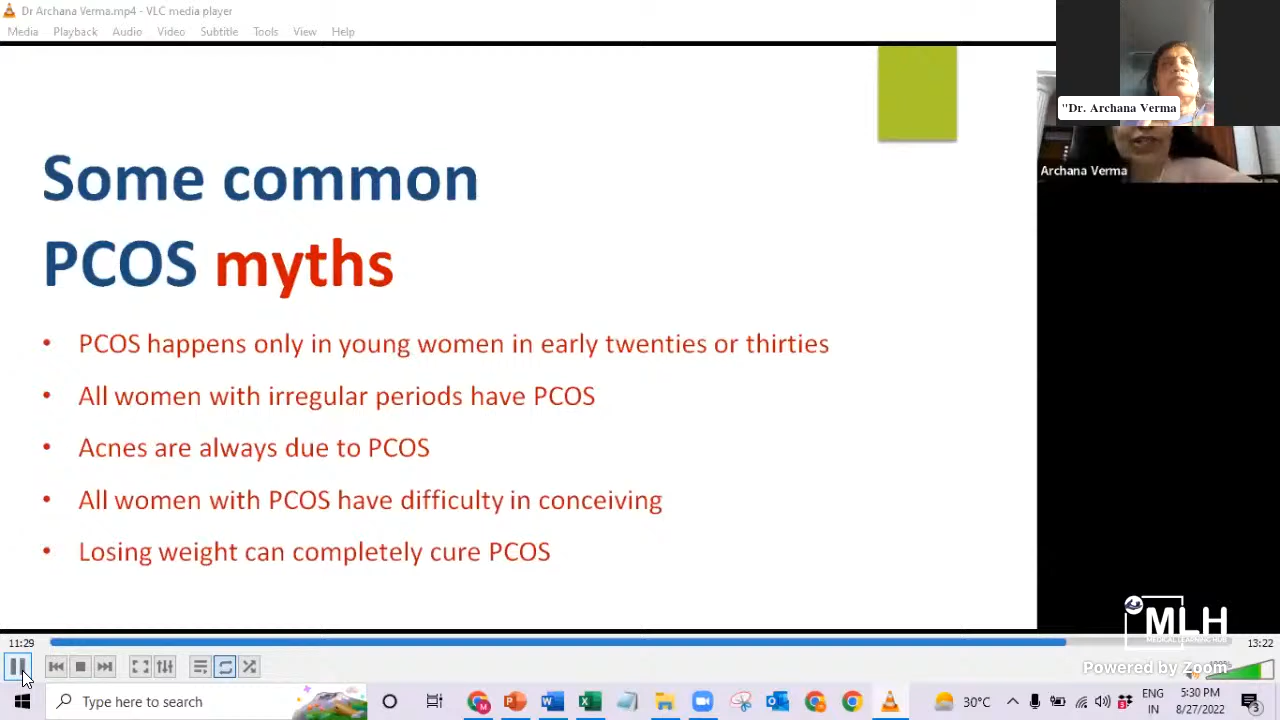 Dr Archana Verma.mp4 - VLC media player
Media Playback Audio Video Subtitle Tools View Help
"Dr. Archana Verma
Archana Verma
Some common
PCOS myths
• PCOS happens only in young women in early twenties or thirties
• All women with irregular periods have PCOS
• Acnes are always due to PCOS
• All women with PCOS have difficulty in conceiving
• Losing weight can completely cure PCOS
MLH
MEDICAL LEARNING HUB
Powered by Zoom
11:29
13:22
Type here to search
30°C
ENG
IN
5:30 PM
8/27/2022
3